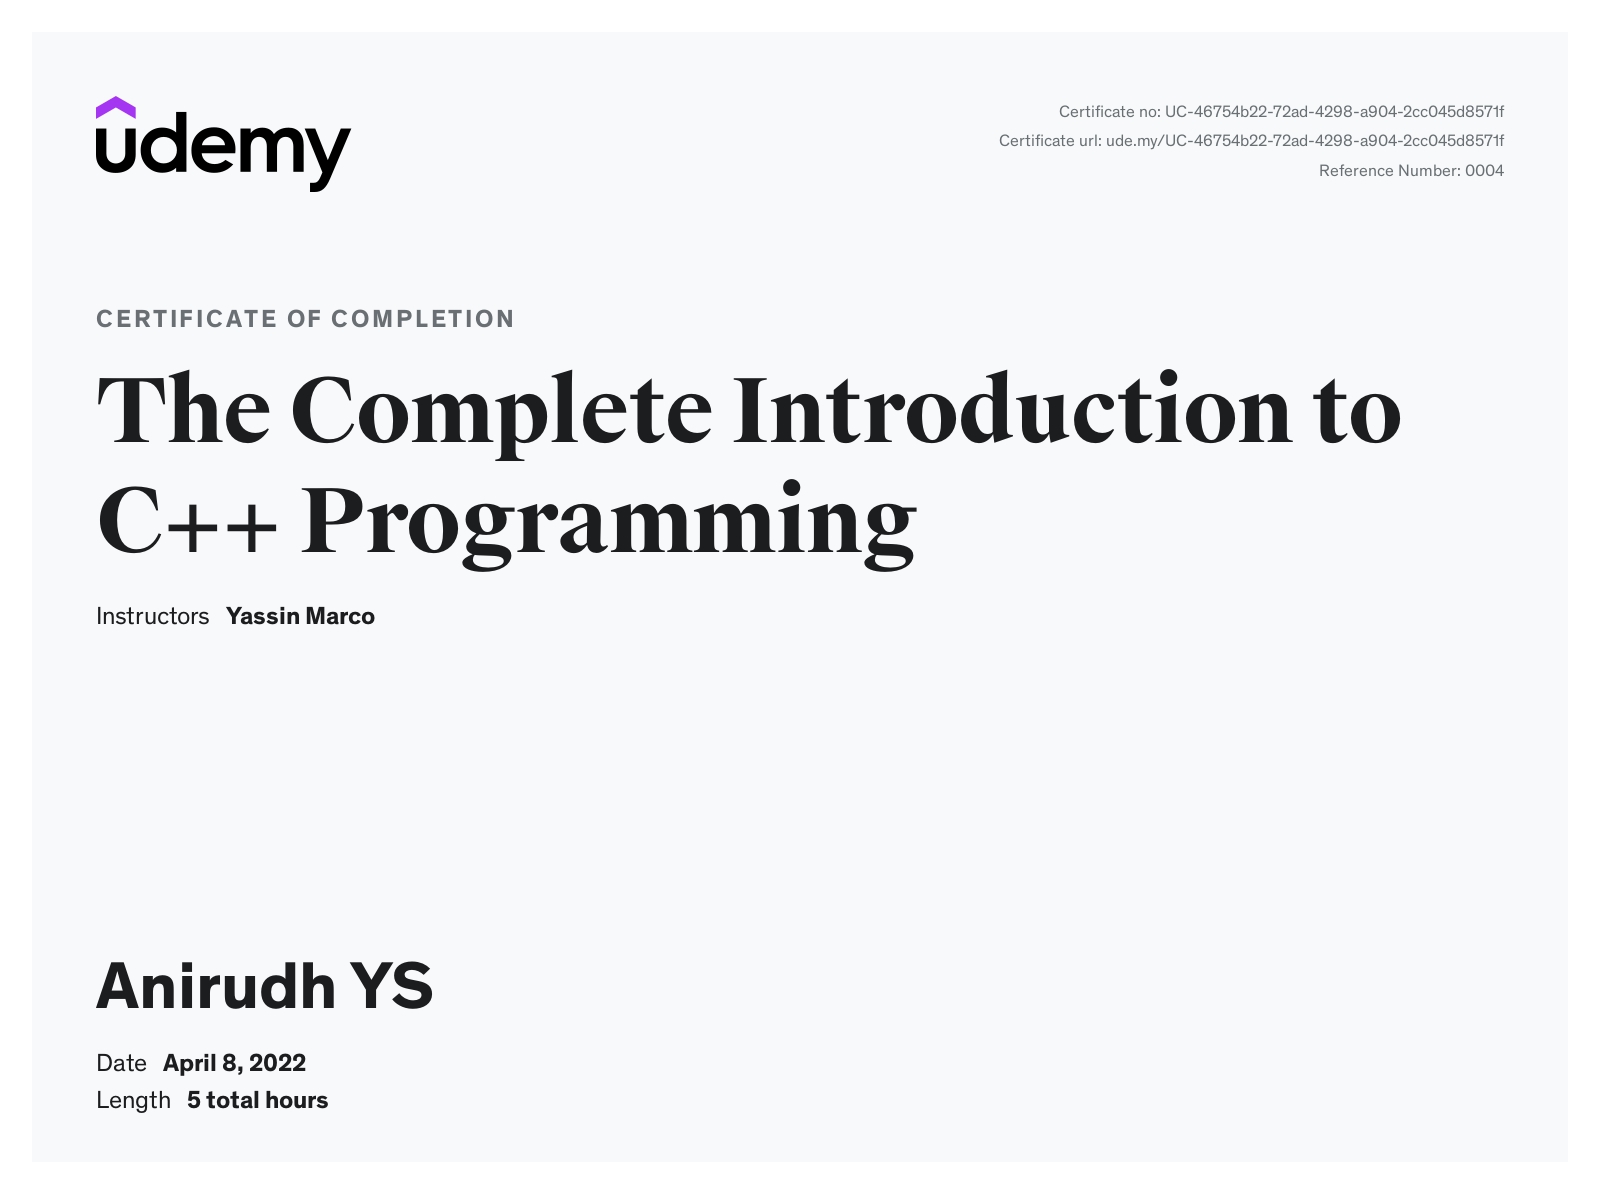 udemy
Certificate no: UC-46754b22-72ad-4298-a904-2cc045d8571f
Certificate url: ude.my/UC-46754b22-72ad-4298-a904-2cc045d8571f
Reference Number: 0004
CERTIFICATE OF COMPLETION
The Complete Introduction to
C++ Programming
Instructors Yassin Marco
Anirudh YS
Date April 8, 2022
Length 5 total hours